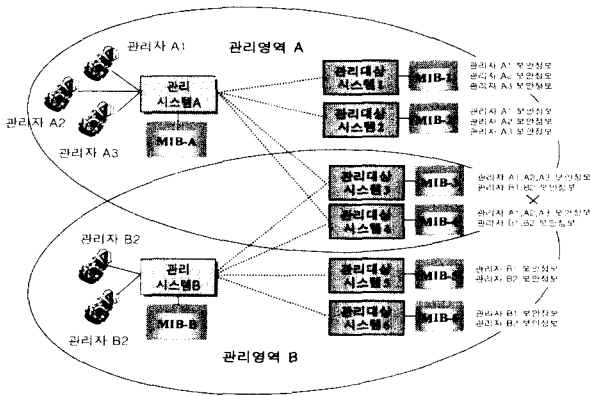 관리자 A1
관리영역 A
관리자 A2
관리자 A3
관리
시스템A
MIB-A
관리대상
시스템1
MIB-1
관리자 A1 보안정보
관리자 A2 보안정보
관리자 A3 보안정보
관리대상
시스템2
MIB-2
관리자 A1 보안정보
관리자 A2 보안정보
관리자 A3 보안정보
관리대상
시스템3
MIB-3
관리자 A1,A2,A3 보안정보
관리자 B1,B2 보안정보
관리대상
시스템4
MIB-4
관리자 A1,A2,A3 보안정보
관리자 B1,B2 보안정보
관리자 B2
관리자 B2
관리
시스템B
MIB-B
관리대상
시스템5
MIB-5
관리자 B1 보안정보
관리자 B2 보안정보
관리대상
시스템6
MIB-6
관리자 B1 보안정보
관리자 B2 보안정보
관리영역 B